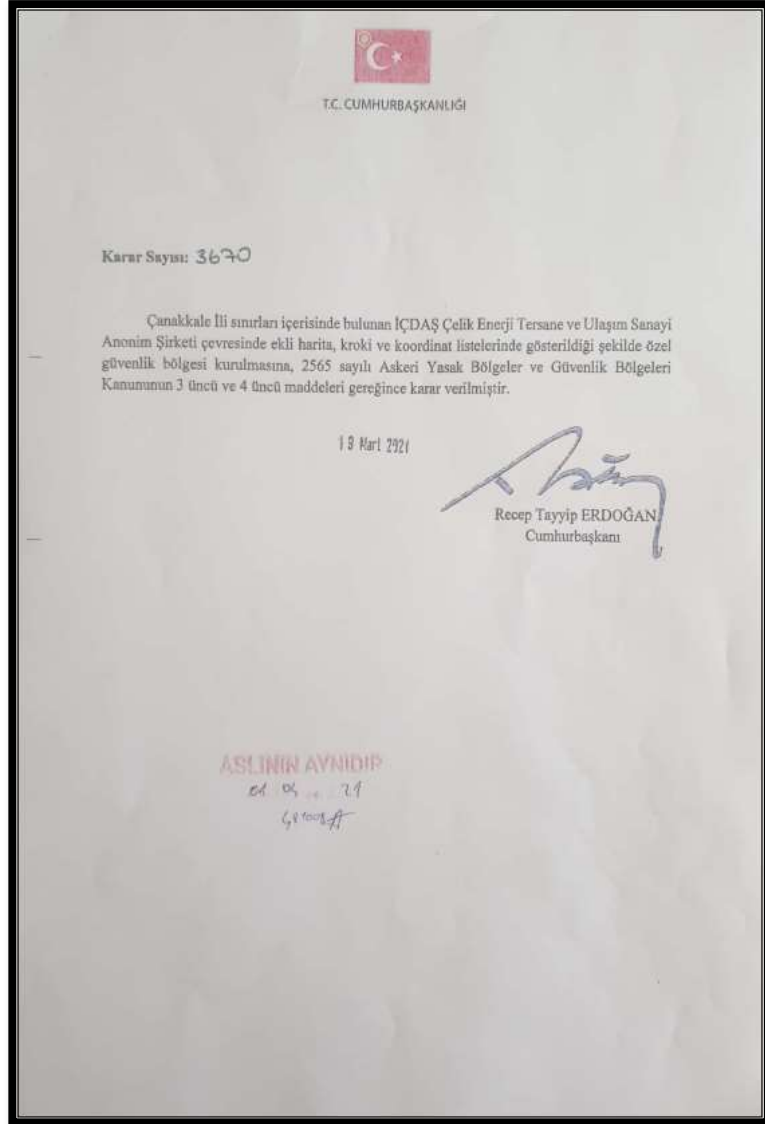 T.C. CUMHURBAŞKANLIĞI
Karar Sayısı: 3670
Çanakkale İli sınırları içerisinde bulunan İÇDAŞ Çelik Enerji Tersane ve Ulaşım Sanayi
Anonim Şirketi çevresinde ekli harita, kroki ve koordinat listelerinde gösterildiği şekilde özel
güvenlik bölgesi kurulmasına, 2565 sayılı Askeri Yasak Bölgeler ve Güvenlik Bölgeleri
Kanununun 3 üncü ve 4 üncü maddeleri gereğince karar verilmiştir.
Mart 2021
Recep Tayyip ERDOĞAN
Cumhurbaşkanı
ASLININ AYNIDIR